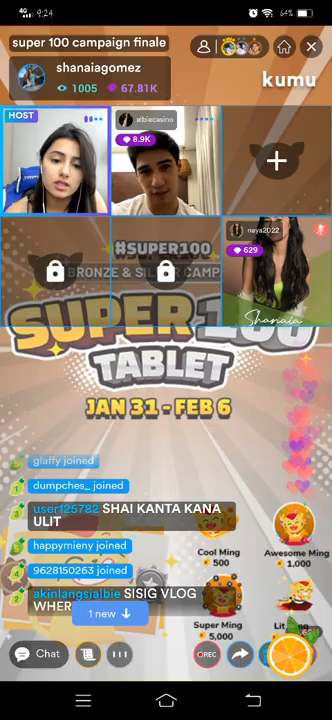 4G 9:24 64%
super 100 campaign finale
shanaiagomez
1005 67.81K
kumu
HOST
albiecasino
8.9K
naya2022
629
#SUPER100
BRONZE & SIL CAMP
Shanaia
SUPER 100
TABLET
JAN 31 - FEB 6
glaffy joined
dumpches_ joined
user125782 SHAI KANTA KANA
ULIT
happymieny joined
9628150263 joined
akinlangsialbie SISIG VLOG
WHER
1 new
Cool Ming
500
Awesome Ming
1,000
Super Ming
5,000
Lit
Chat
REC